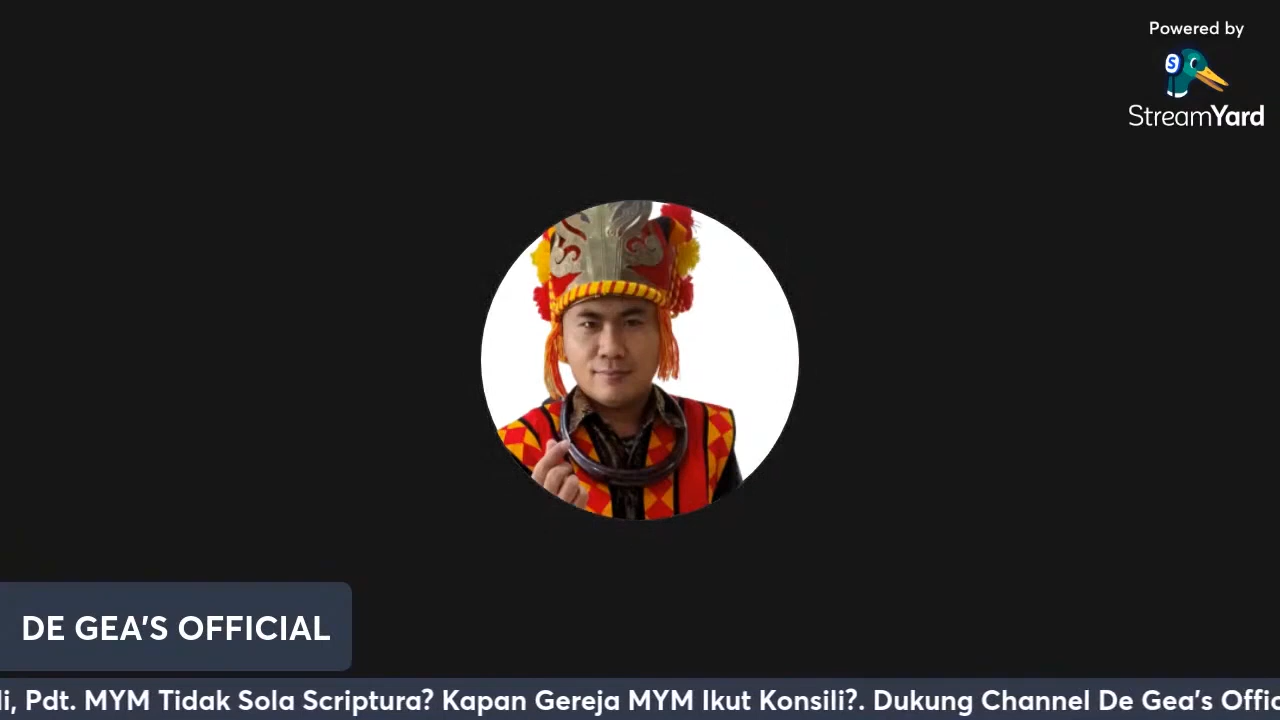 Powered by
StreamYard
DE GEA'S OFFICIAL
Pdt. MYM Tidak Sola Scriptura? Kapan Gereja MYM Ikut Konsili?. Dukung Channel De Gea's